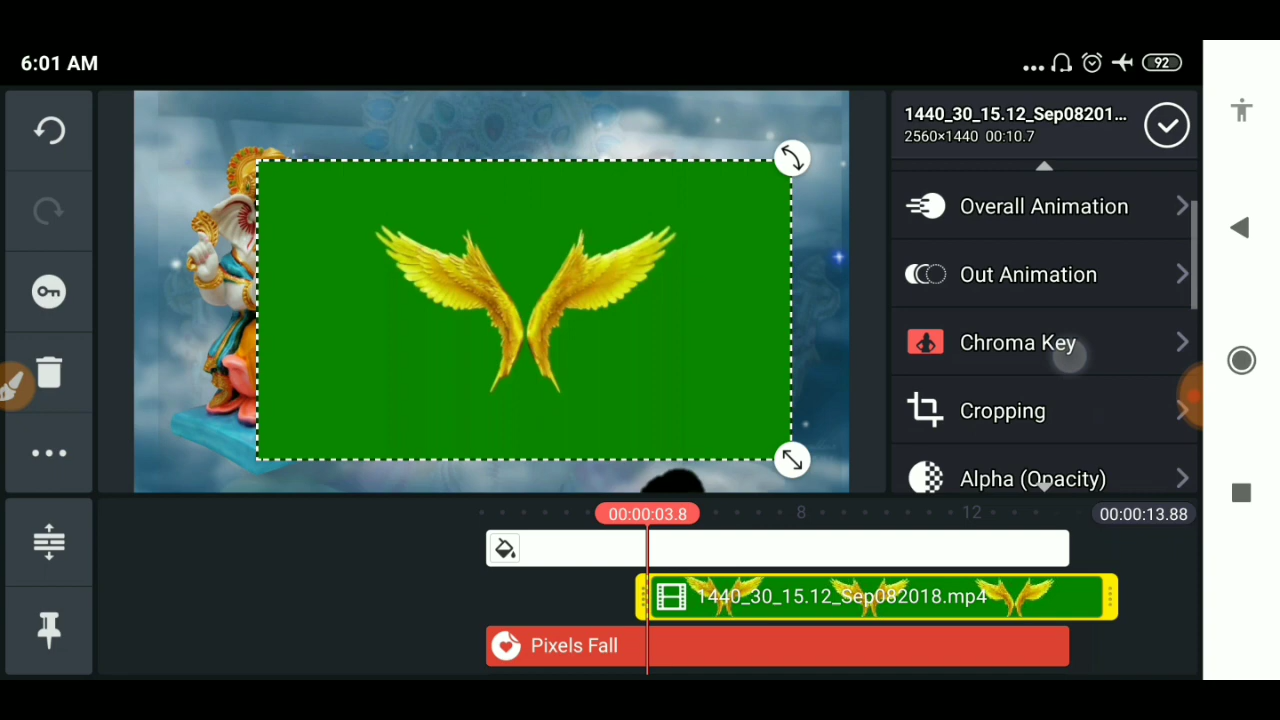 6:01 AM
92
1440_30_15.12_Sep08201...
2560×1440 00:10.7
Overall Animation
Out Animation
Chroma Key
Cropping
Alpha (Opacity)
00:00:03.8
8
12
00:00:13.88
1440_30_15.12_Sep082018.mp4
Pixels Fall